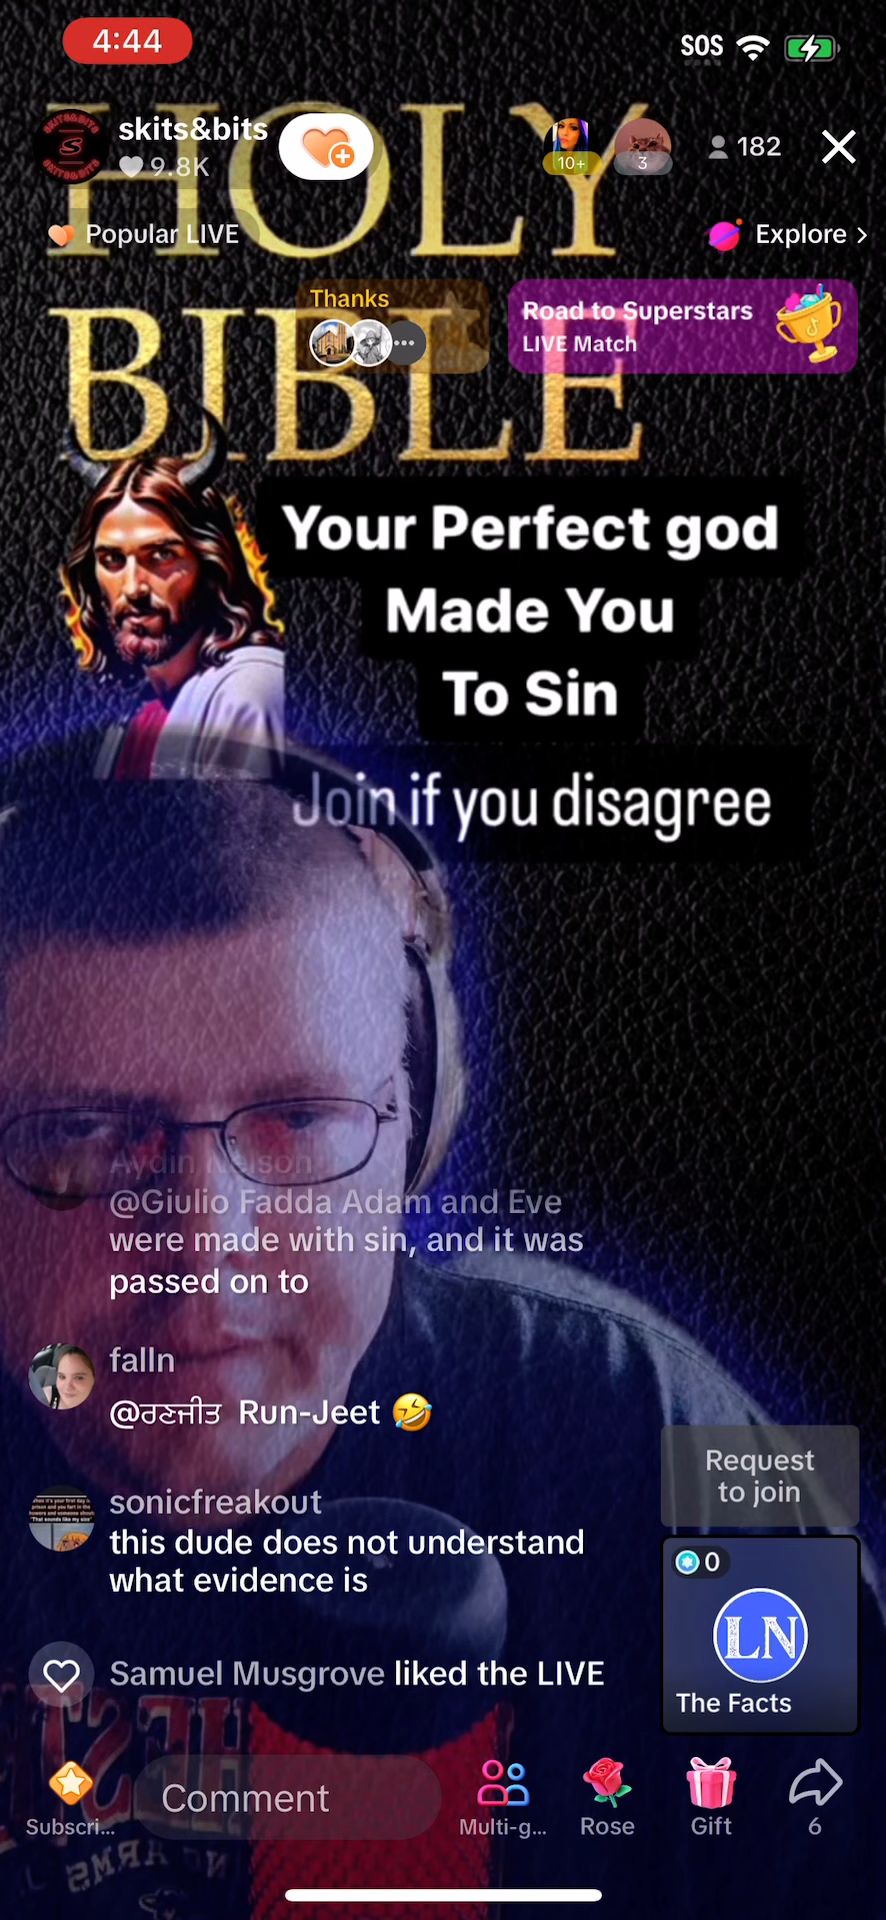 4:44
SOS
HOLY
BIBLE
skits&bits
9.8K
10+
3
182
Popular LIVE
Explore >
Thanks
Road to Superstars
LIVE Match
Your Perfect god
Made You
To Sin
Join if you disagree
Aydin Nelson
@Giulio Fadda Adam and Eve
were made with sin, and it was
passed on to
falln
@ਰਣਜੀਤ Run-Jeet 🤣
sonicfreakout
this dude does not understand
what evidence is
Samuel Musgrove liked the LIVE
Request
to join
0
LN
The Facts
Subscri...
Comment
Multi-g...
Rose
Gift
6